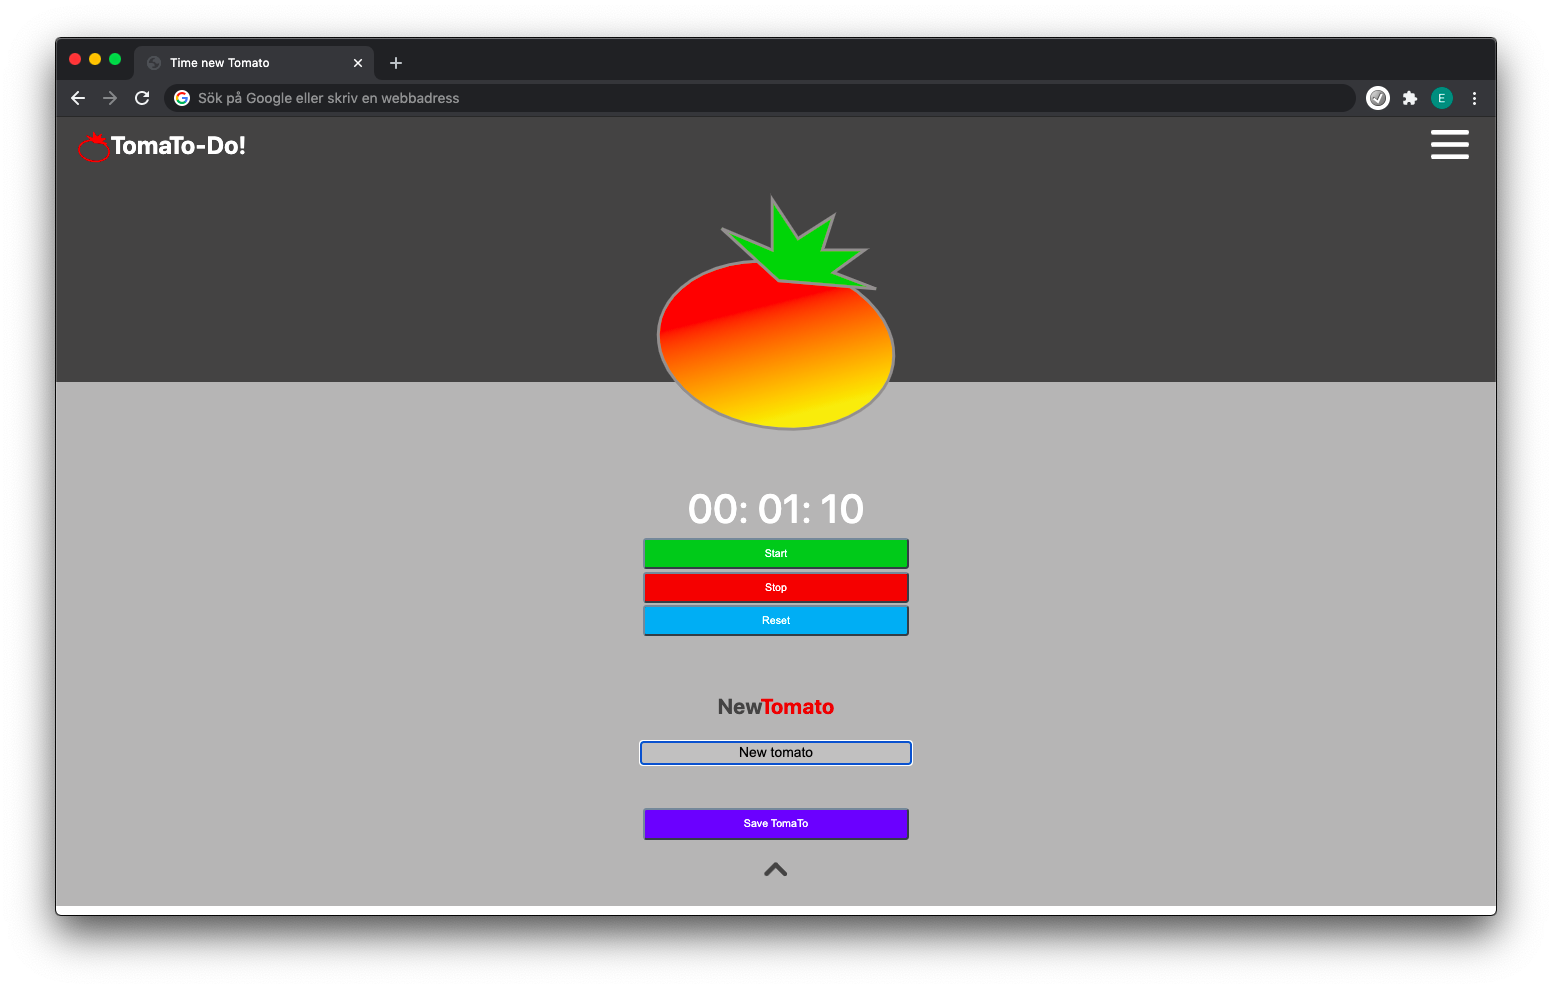 Time new Tomato
Sök på Google eller skriv en webbadress
E
TomaTo-Do!
00: 01: 10
Start
Stop
Reset
NewTomato
New tomato
Save TomaTo